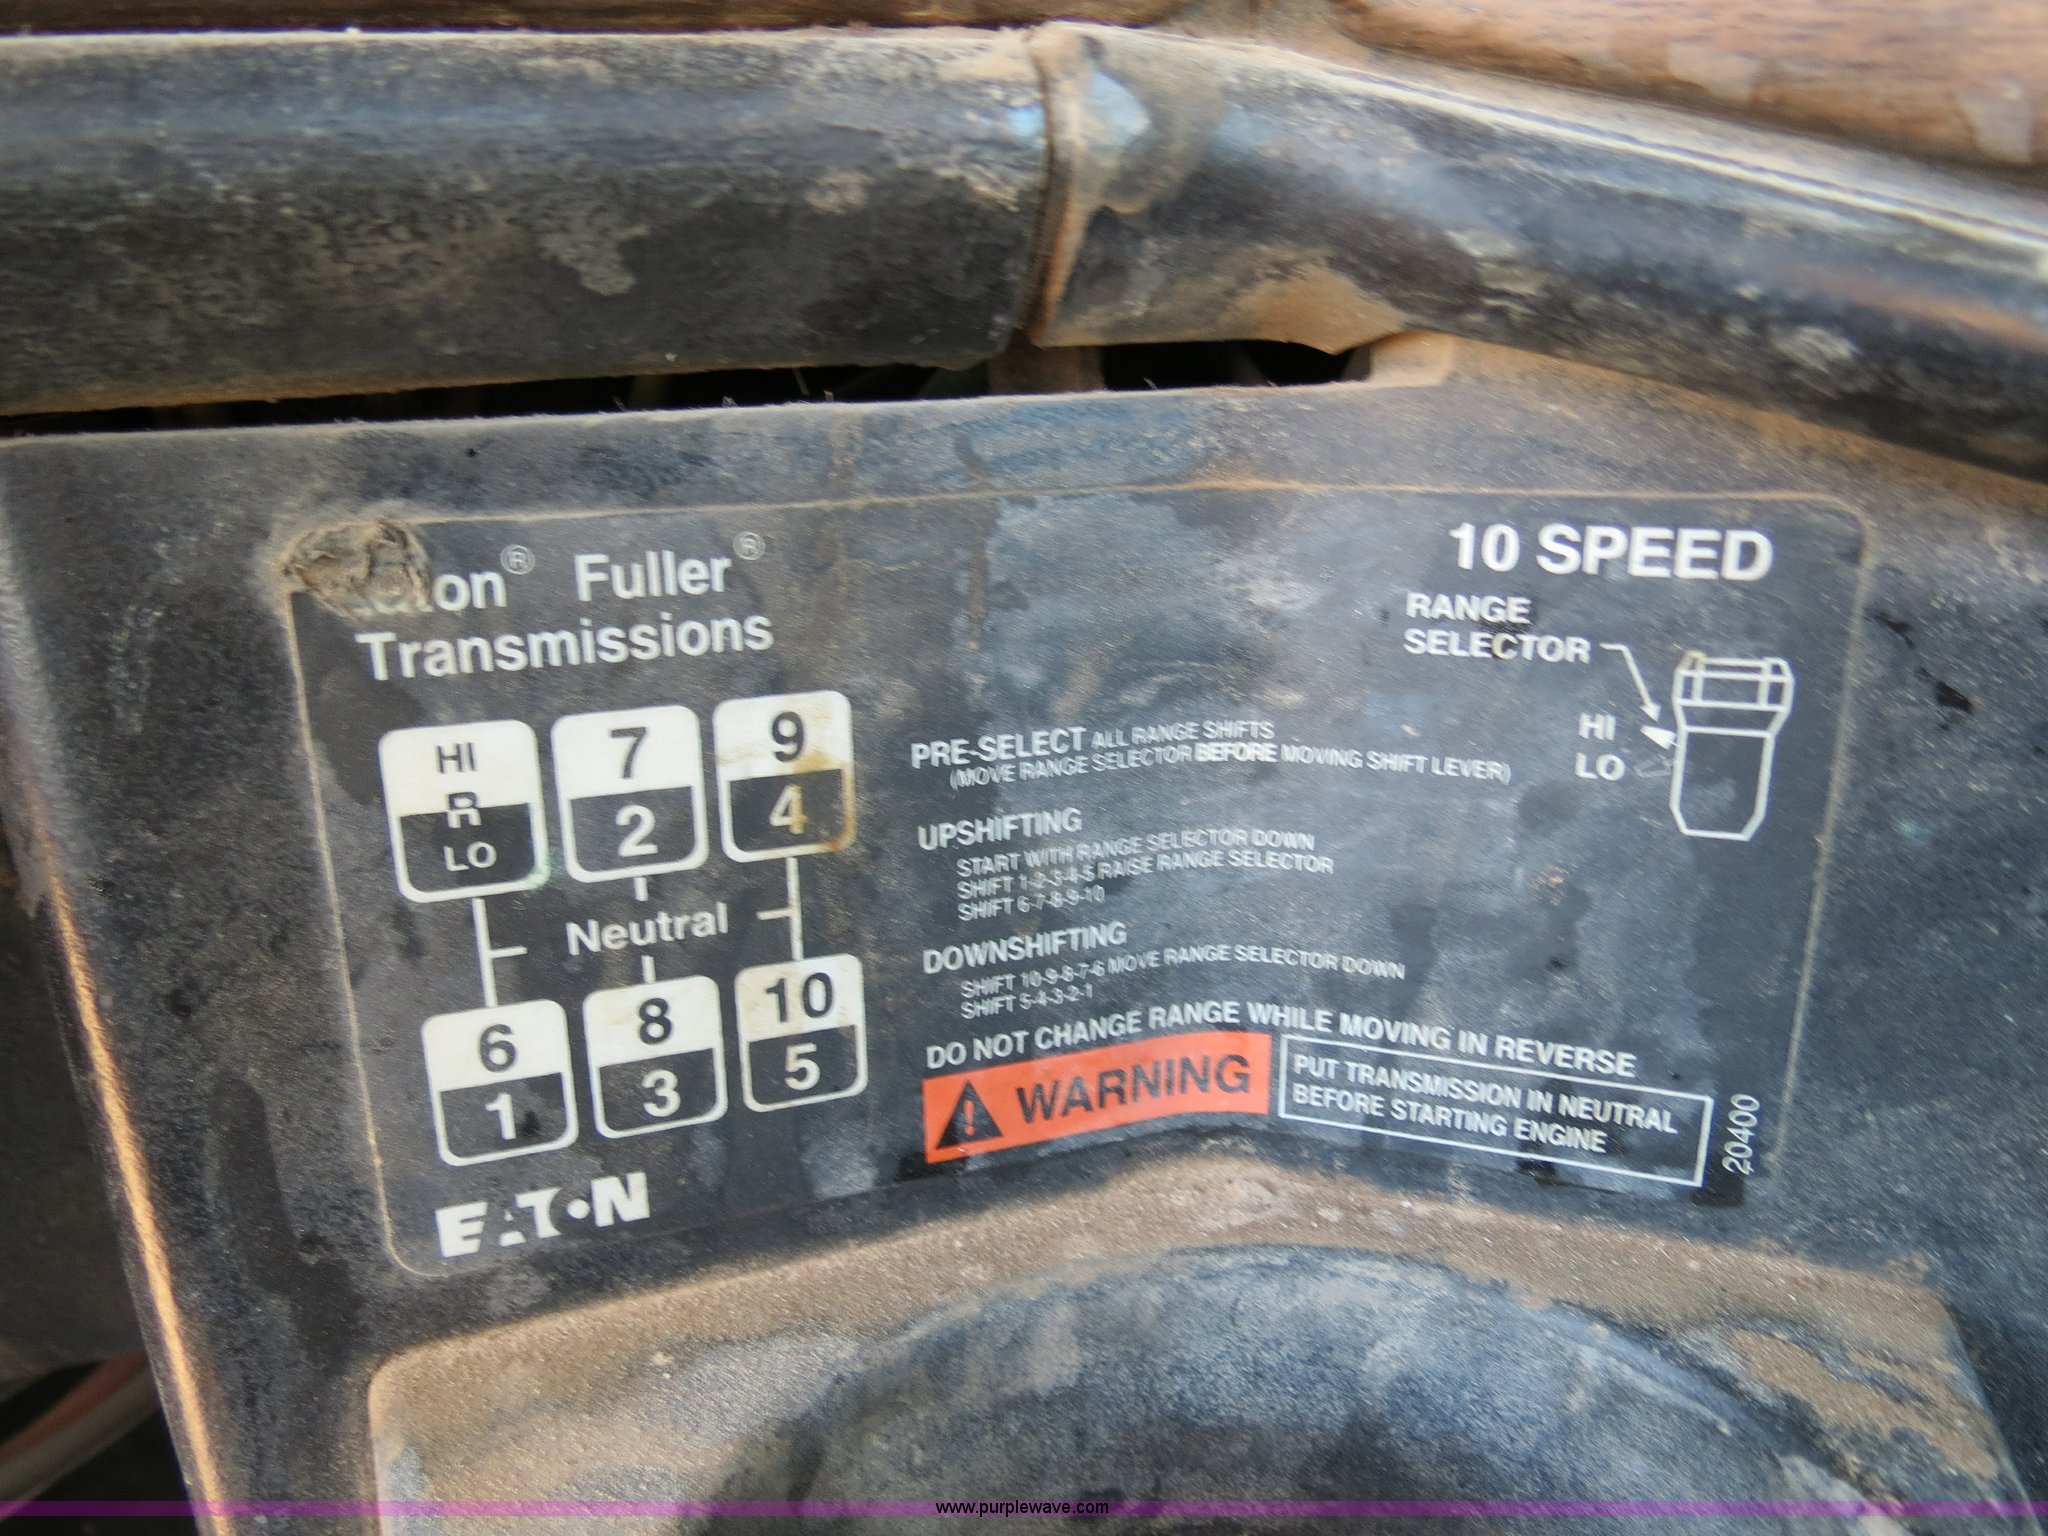 Eaton® Fuller®
Transmissions
10 SPEED
RANGE
SELECTOR
HI
LO
HI
R
LO
7
2
9
4
Neutral
6
1
8
3
10
5
EATON
PRE-SELECT ALL RANGE SHIFTS
(MOVE RANGE SELECTOR BEFORE MOVING SHIFT LEVER)
UPSHIFTING
START WITH RANGE SELECTOR DOWN
SHIFT 1-2-3-4-5 RAISE RANGE SELECTOR
SHIFT 6-7-8-9-10
DOWNSHIFTING
SHIFT 10-9-8-7-6 MOVE RANGE SELECTOR DOWN
SHIFT 5-4-3-2-1
DO NOT CHANGE RANGE WHILE MOVING IN REVERSE
WARNING
PUT TRANSMISSION IN NEUTRAL
BEFORE STARTING ENGINE
20400
www.purplewave.com